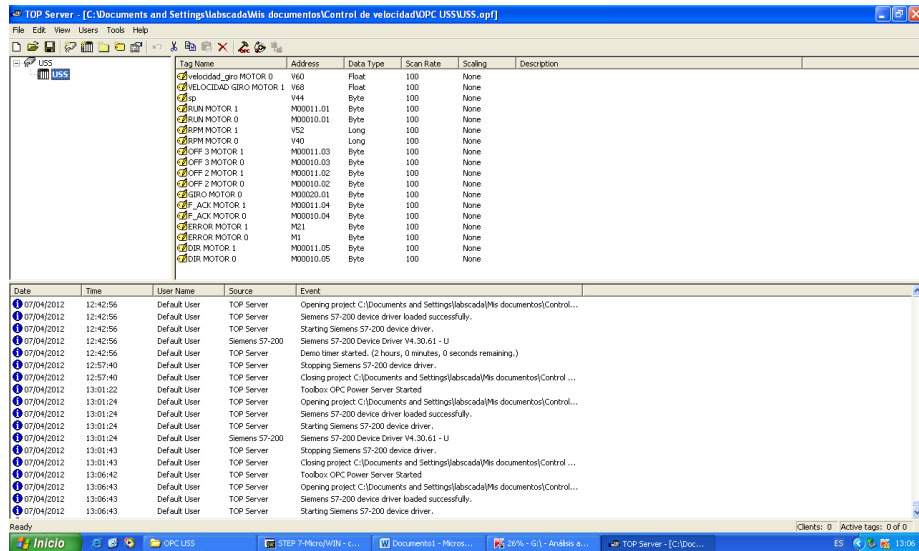 TOP Server - [C:\Documents and Settings\labscada\Mis documentos\Control de velocidad\OPC USS\USS.opf]
File Edit View Users Tools Help
USS
USS
Tag Name Address Data Type Scan Rate Scaling Description
velocidad_giro MOTOR 0 V60 Float 100 None
VELOCIDAD GIRO MOTOR 1 V68 Float 100 None
sp V44 Byte 100 None
RUN MOTOR 1 M00011.01 Byte 100 None
RUN MOTOR 0 M00010.01 Byte 100 None
RPM MOTOR 1 V52 Long 100 None
RPM MOTOR 0 V40 Long 100 None
OFF 3 MOTOR 1 M00011.03 Byte 100 None
OFF 3 MOTOR 0 M00010.03 Byte 100 None
OFF 2 MOTOR 1 M00011.02 Byte 100 None
OFF 2 MOTOR 0 M00010.02 Byte 100 None
GIRO MOTOR 0 M00020.01 Byte 100 None
F_ACK MOTOR 1 M00011.04 Byte 100 None
F_ACK MOTOR 0 M00010.04 Byte 100 None
ERROR MOTOR 1 M21 Byte 100 None
ERROR MOTOR 0 M1 Byte 100 None
DIR MOTOR 1 M00011.05 Byte 100 None
DIR MOTOR 0 M00010.05 Byte 100 None
Date Time User Name Source Event
07/04/2012 12:42:56 Default User TOP Server Opening project C:\Documents and Settings\labscada\Mis documentos\Control...
07/04/2012 12:42:56 Default User TOP Server Siemens S7-200 device driver loaded successfully.
07/04/2012 12:42:56 Default User TOP Server Starting Siemens S7-200 device driver.
07/04/2012 12:42:56 Default User Siemens S7-200 Siemens S7-200 Device Driver V4.30.61 - U
07/04/2012 12:42:56 Default User TOP Server Demo timer started. (2 hours, 0 minutes, 0 seconds remaining.)
07/04/2012 12:57:40 Default User TOP Server Stopping Siemens S7-200 device driver.
07/04/2012 12:57:40 Default User TOP Server Closing project C:\Documents and Settings\labscada\Mis documentos\Control ...
07/04/2012 13:01:22 Default User TOP Server Toolbox OPC Power Server Started
07/04/2012 13:01:24 Default User TOP Server Opening project C:\Documents and Settings\labscada\Mis documentos\Control...
07/04/2012 13:01:24 Default User TOP Server Siemens S7-200 device driver loaded successfully.
07/04/2012 13:01:24 Default User TOP Server Starting Siemens S7-200 device driver.
07/04/2012 13:01:24 Default User Siemens S7-200 Siemens S7-200 Device Driver V4.30.61 - U
07/04/2012 13:01:43 Default User TOP Server Stopping Siemens S7-200 device driver.
07/04/2012 13:01:43 Default User TOP Server Closing project C:\Documents and Settings\labscada\Mis documentos\Control ...
07/04/2012 13:06:42 Default User TOP Server Toolbox OPC Power Server Started
07/04/2012 13:06:43 Default User TOP Server Opening project C:\Documents and Settings\labscada\Mis documentos\Control...
07/04/2012 13:06:43 Default User TOP Server Siemens S7-200 device driver loaded successfully.
07/04/2012 13:06:43 Default User TOP Server Starting Siemens S7-200 device driver.
Ready Clients: 0 Active tags: 0 of 0
Inicio OPC USS STEP 7-Micro/WIN - c... Documento1 - Micros... 26% - G:\ - Análisis a... TOP Server - [C:\Doc... ES 13:06